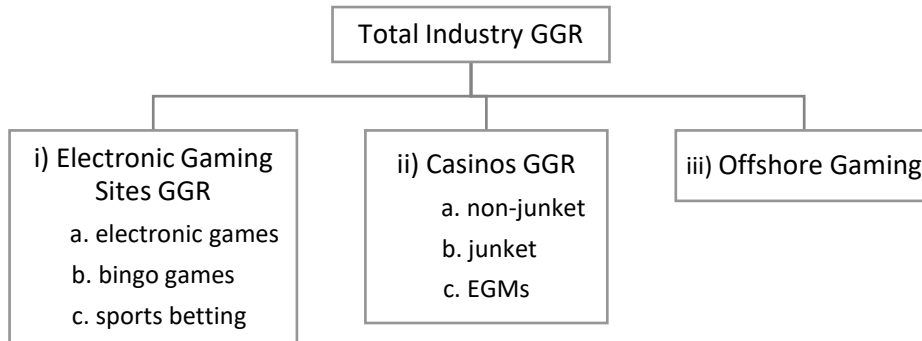 Total Industry GGR
i) Electronic Gaming
Sites GGR
a. electronic games
b. bingo games
c. sports betting
ii) Casinos GGR
a. non-junket
b. junket
c. EGMs
iii) Offshore Gaming